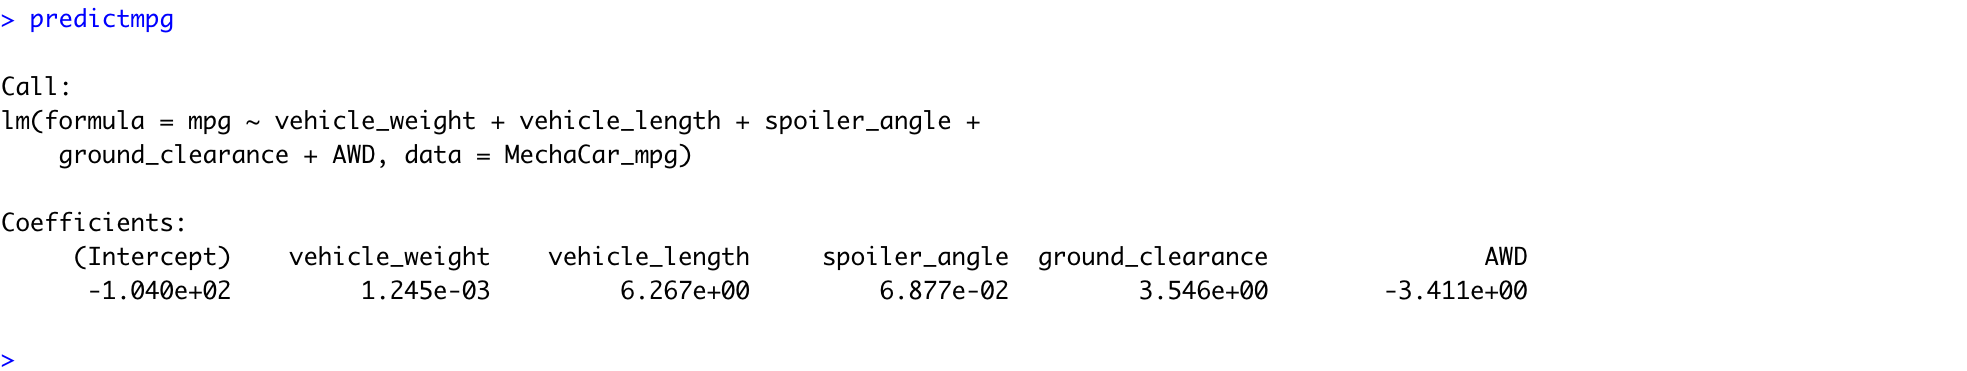 > predictmpg
Call:
lm(formula = mpg ~ vehicle_weight + vehicle_length + spoiler_angle +
    ground_clearance + AWD, data = MechaCar_mpg)
Coefficients:
     (Intercept)    vehicle_weight    vehicle_length     spoiler_angle  ground_clearance               AWD
      -1.040e+02         1.245e-03         6.267e+00         6.877e-02         3.546e+00        -3.411e+00
>